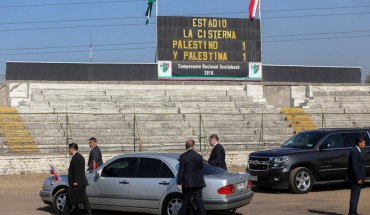 ESTADIO
LA CISTERNA
PALESTINO 1
Y PALESTINA 1
Campeonato Nacional Scotiabank
2018